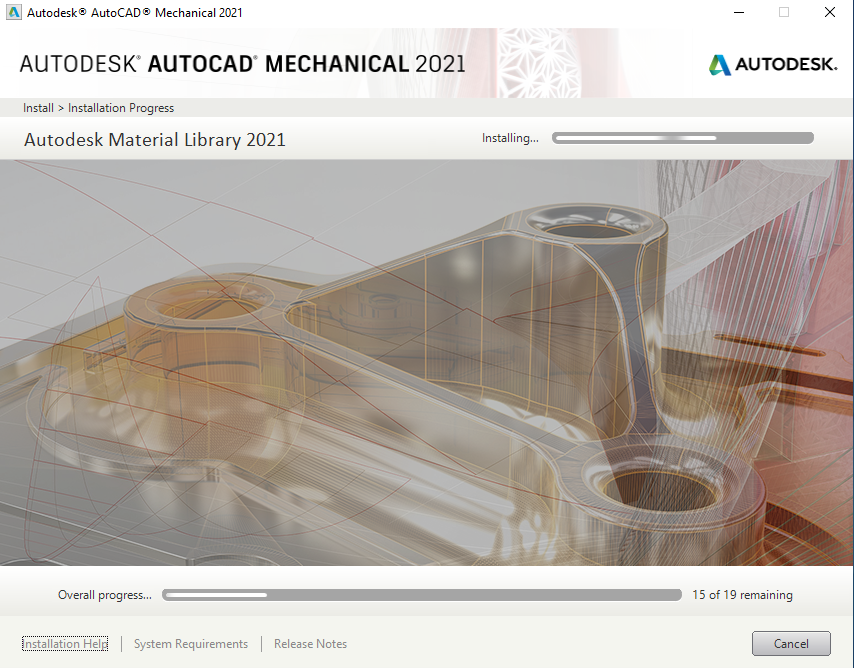 Autodesk® AutoCAD® Mechanical 2021
AUTODESK® AUTOCAD® MECHANICAL 2021
AUTODESK.
Install > Installation Progress
Autodesk Material Library 2021
Installing...
Overall progress...
15 of 19 remaining
Installation Help
System Requirements
Release Notes
Cancel